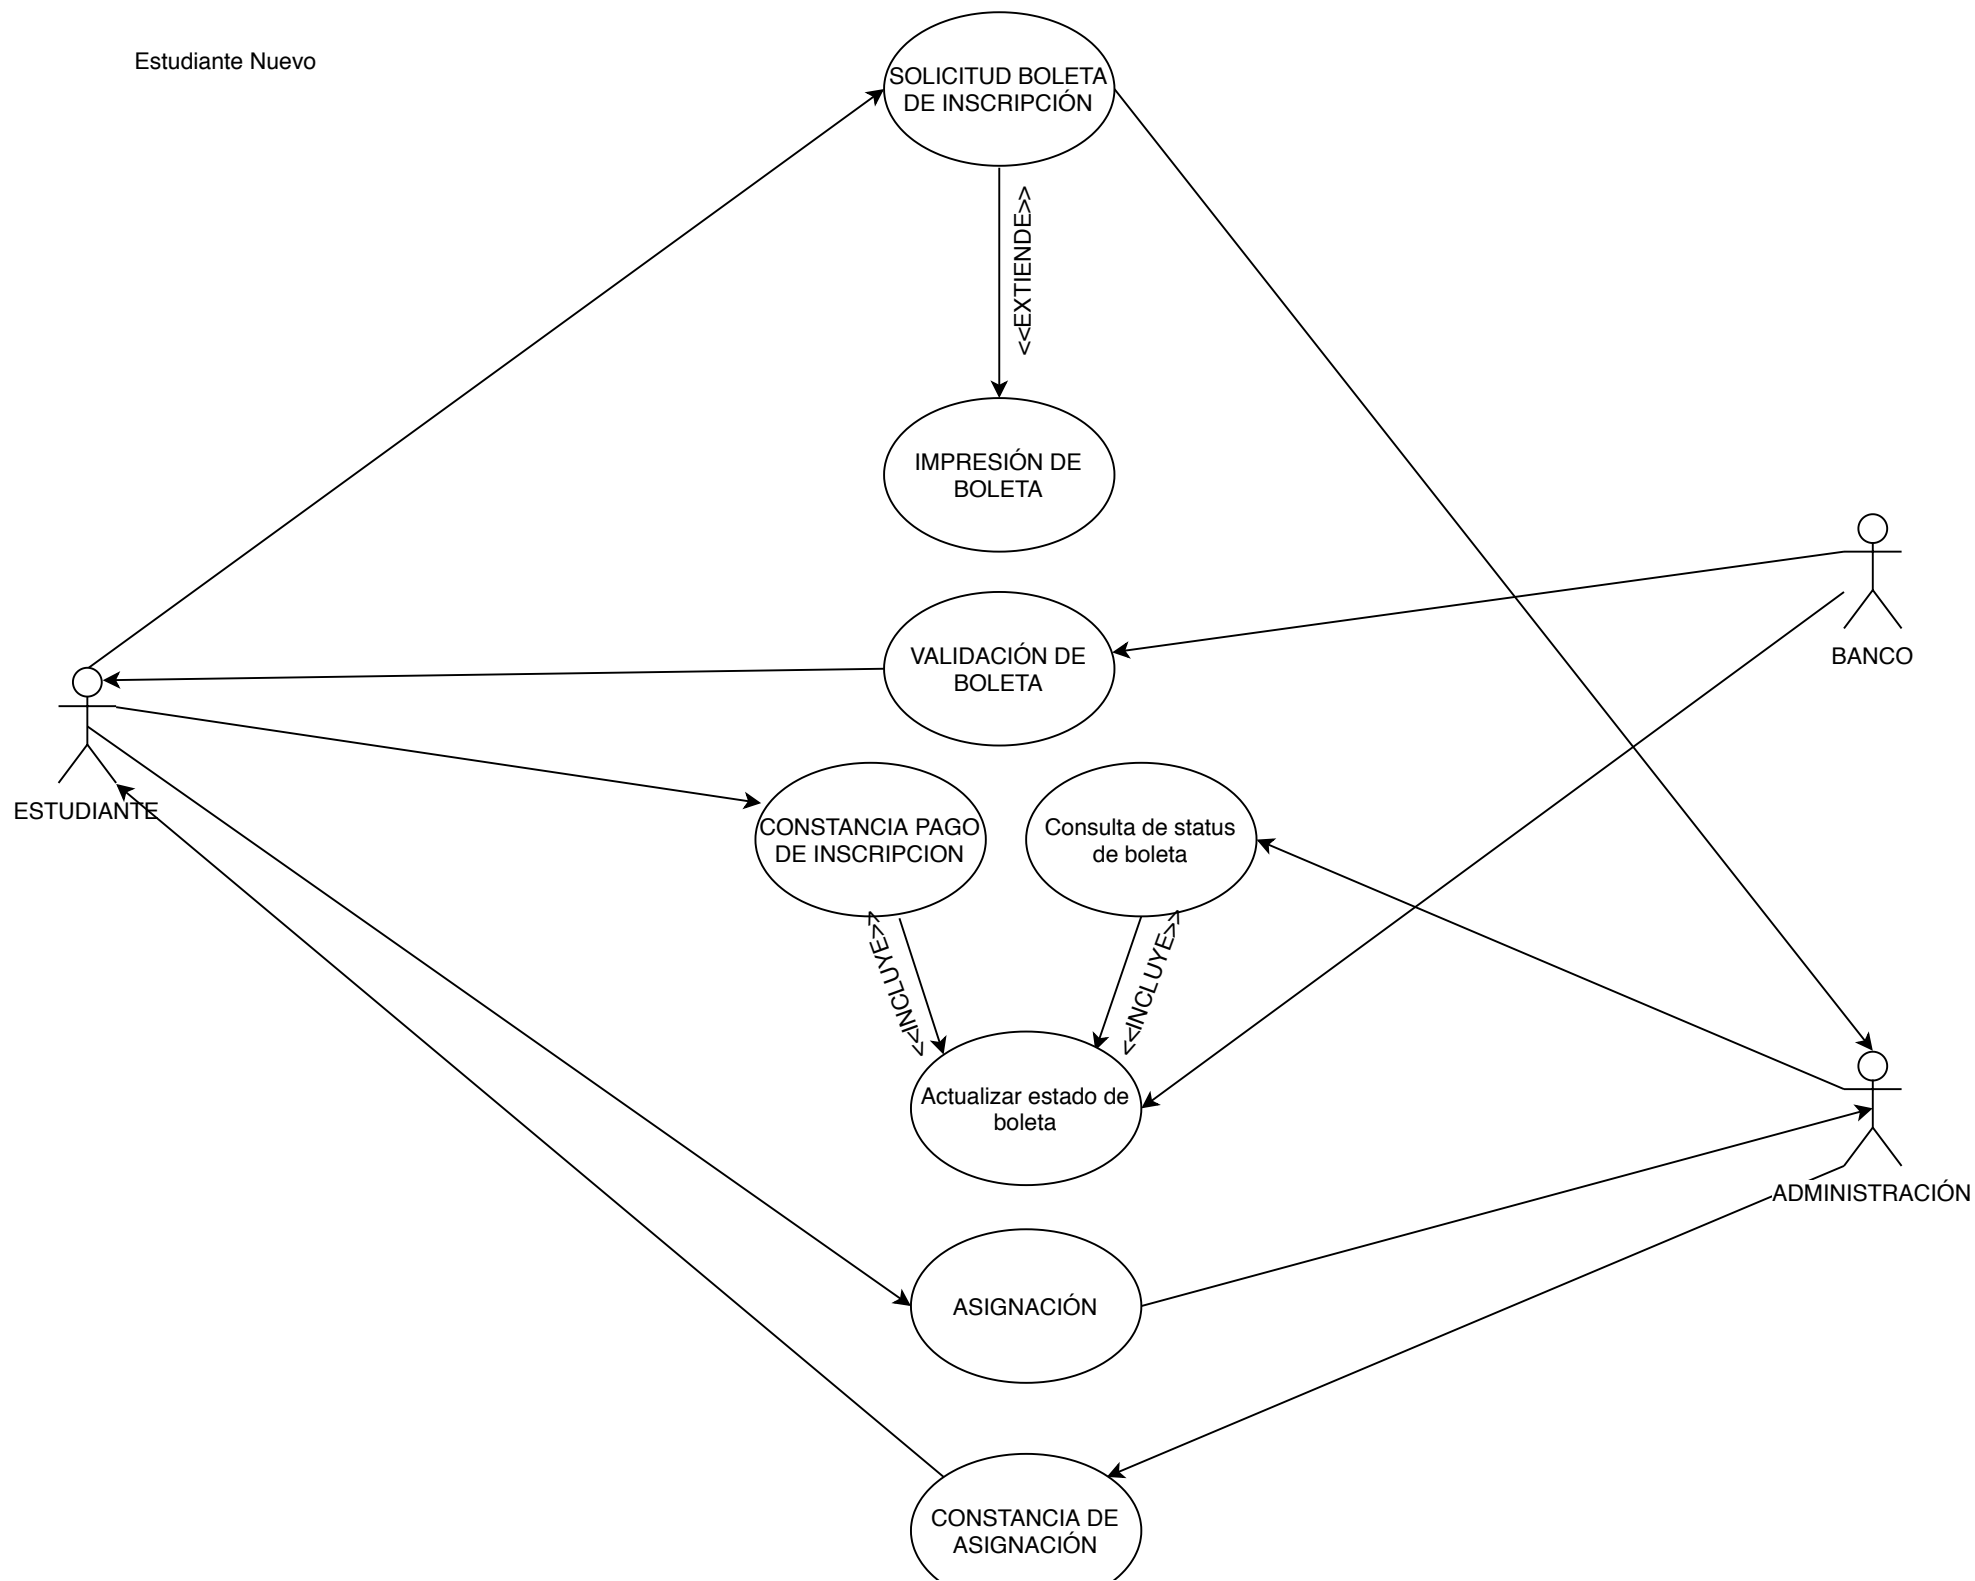 Estudiante Nuevo
SOLICITUD BOLETA
DE INSCRIPCIÓN
<<EXTIENDE>>
IMPRESIÓN DE
BOLETA
VALIDACIÓN DE
BOLETA
BANCO
ESTUDIANTE
CONSTANCIA PAGO
DE INSCRIPCION
Consulta de status
de boleta
<<INCLUYE>>
<<INCLUYE>>
Actualizar estado de
boleta
ADMINISTRACIÓN
ASIGNACIÓN
CONSTANCIA DE
ASIGNACIÓN